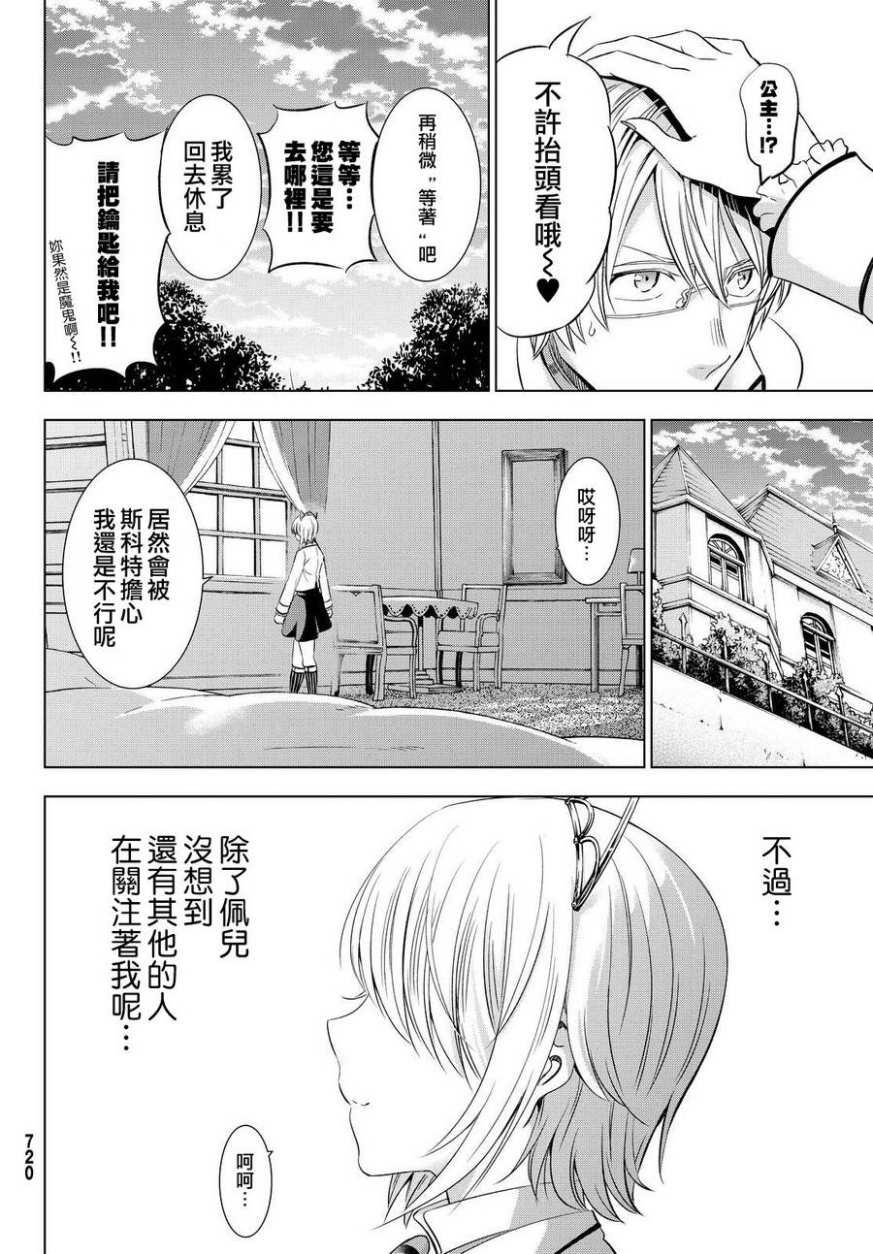 公主…!?
不許抬頭看哦~♥
再稍微
”等著“吧
等等…
您這是要
去哪裡!!
我累了
回去休息
請把鑰匙給我吧!!
妳果然是魔鬼啊~!!
哎呀呀…
居然會被
斯科特擔心
我還是不行呢
不過…
除了佩兒
沒想到
還有其他的人
在關注著我呢…
呵呵…
720